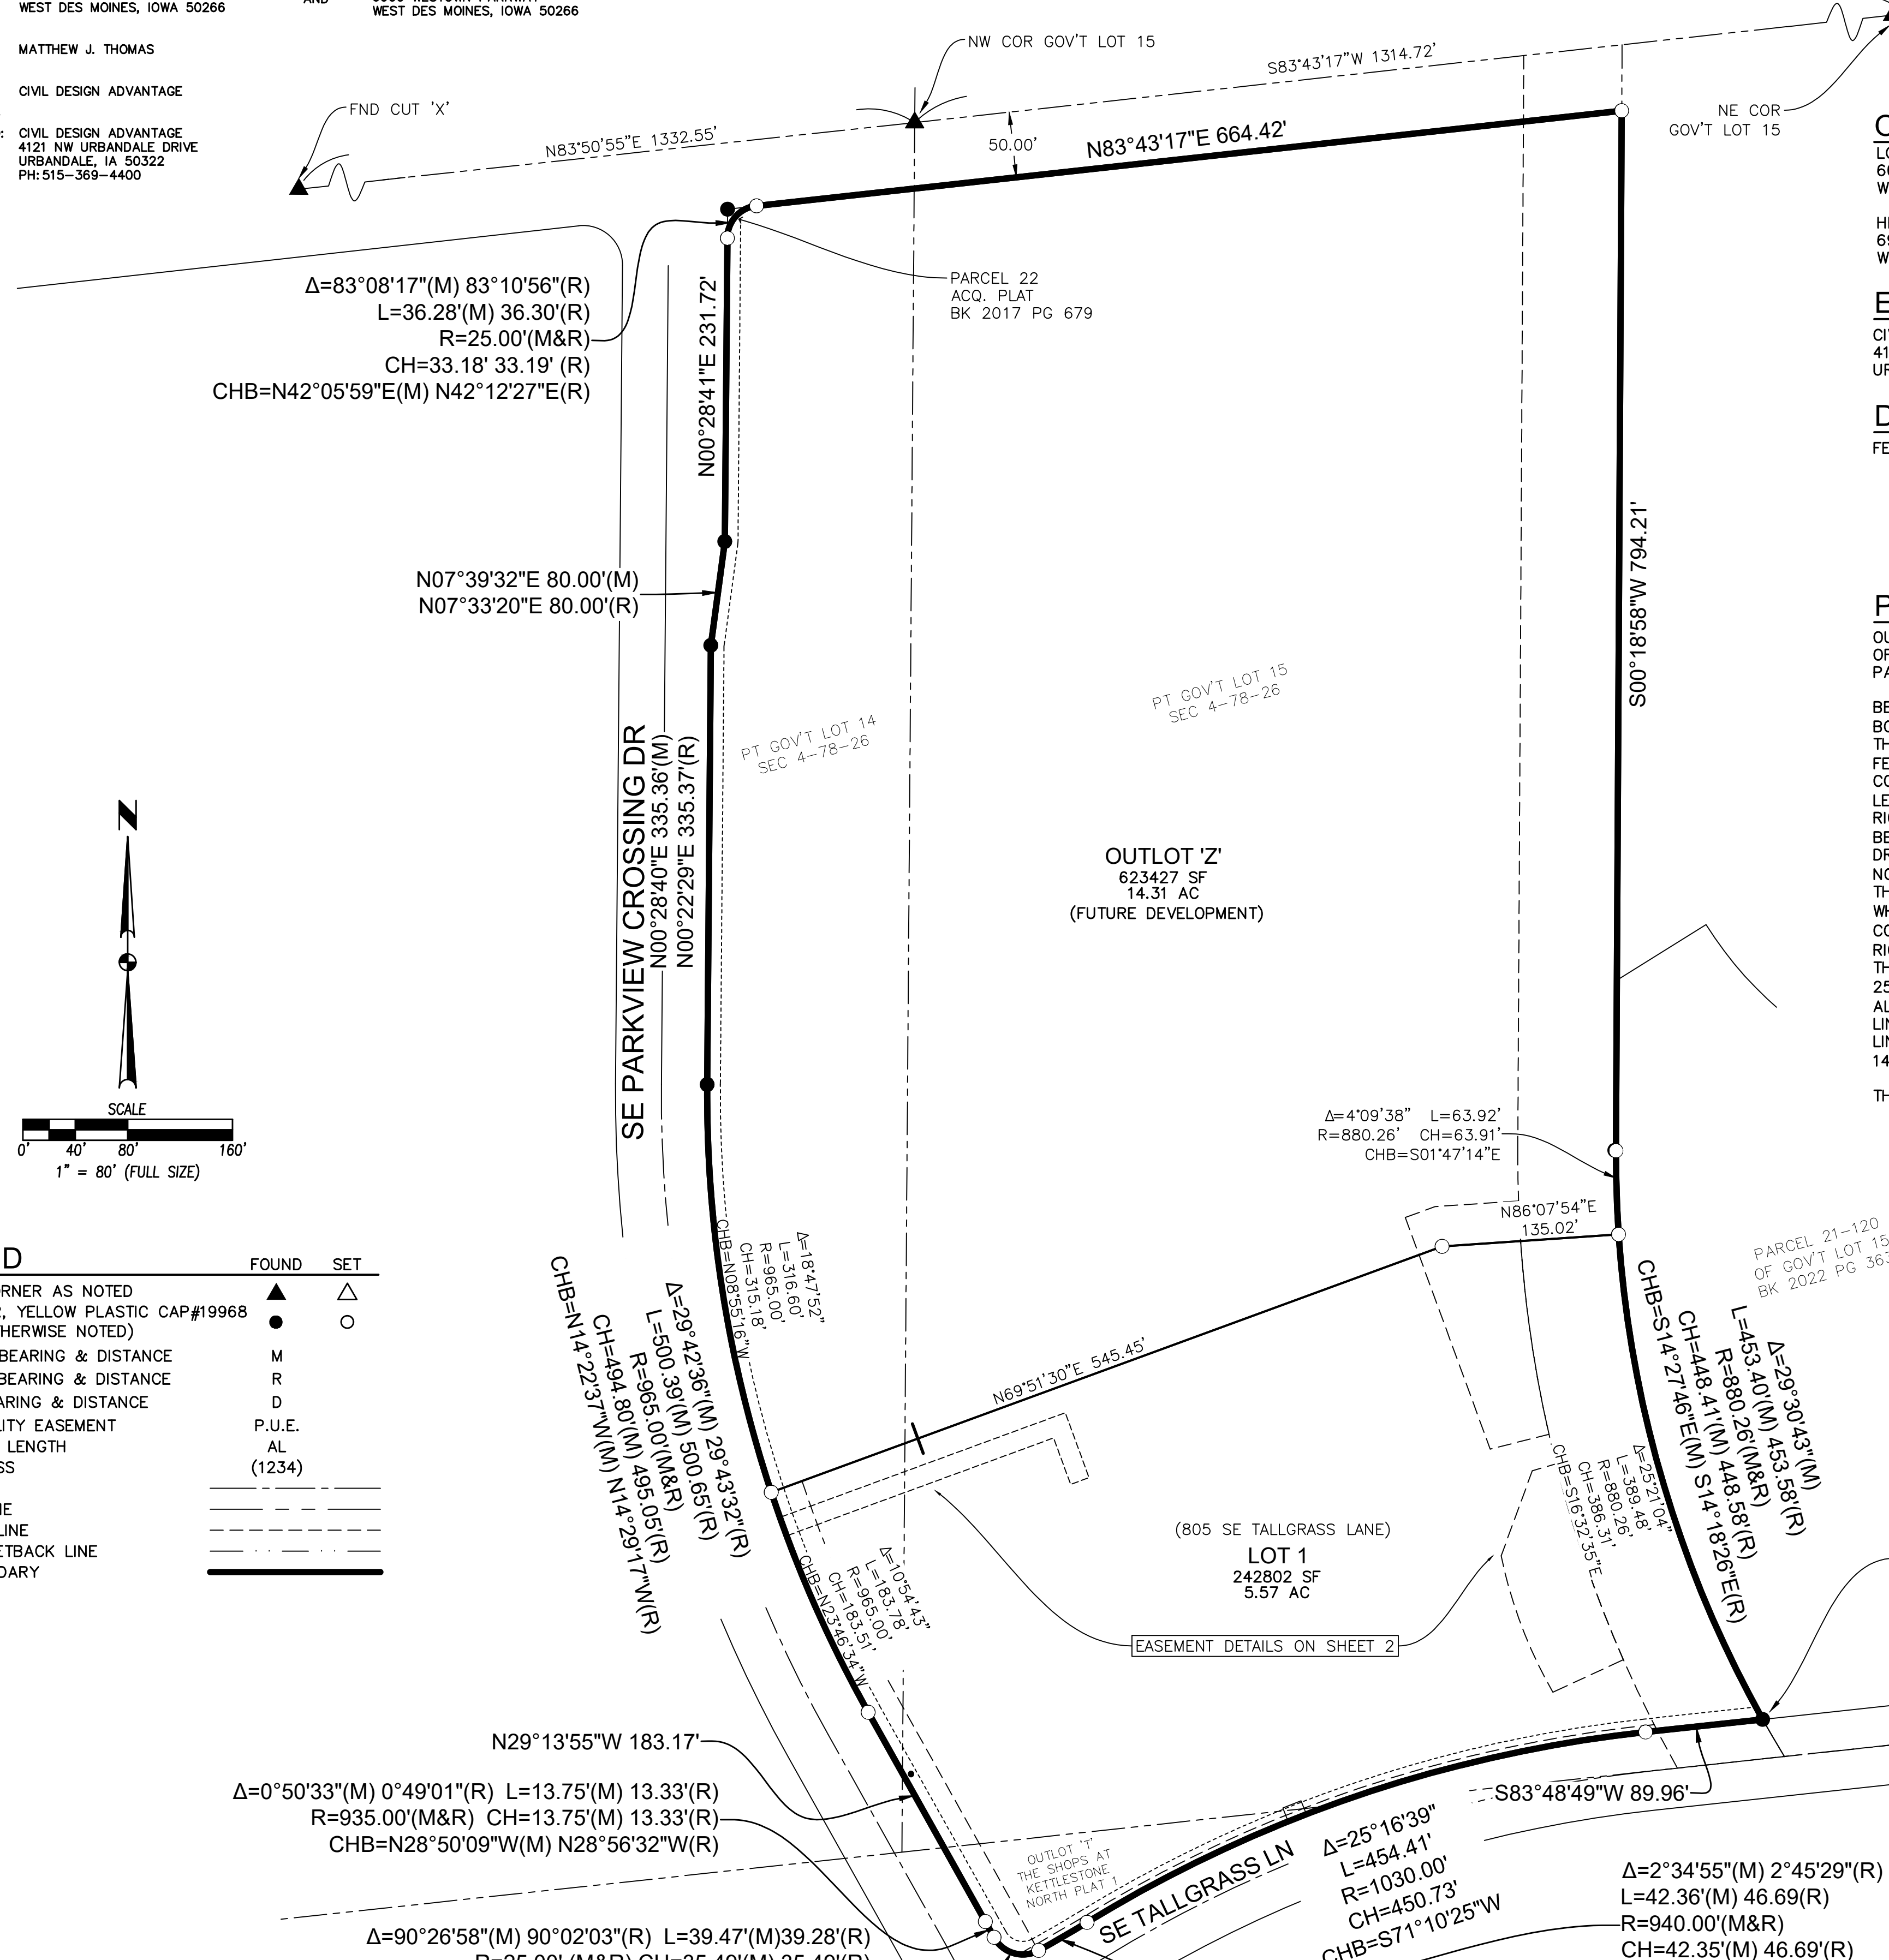 WEST DES MOINES, IOWA 50266
AND
WEST DES MOINES, IOWA 50266
MATTHEW J. THOMAS
CIVIL DESIGN ADVANTAGE
CIVIL DESIGN ADVANTAGE
4121 NW URBANDALE DRIVE
URBANDALE, IA 50322
PH: 515-369-4400
FND CUT 'X'
N83°50'55"E 1332.55'
NW COR GOV'T LOT 15
S83°43'17"W 1314.72'
NE COR
GOV'T LOT 15
50.00'
N83°43'17"E 664.42'
Δ=83°08'17"(M) 83°10'56"(R)
L=36.28'(M) 36.30'(R)
R=25.00'(M&R)
CH=33.18' 33.19' (R)
CHB=N42°05'59"E(M) N42°12'27"E(R)
PARCEL 22
ACQ. PLAT
BK 2017 PG 679
N00°28'41"E 231.72'
N07°39'32"E 80.00'(M)
N07°33'20"E 80.00'(R)
S00°18'58"W 794.21'
PT GOV'T LOT 14
SEC 4-78-26
PT GOV'T LOT 15
SEC 4-78-26
SE PARKVIEW CROSSING DR
N00°28'40"E 335.36'(M)
N00°22'29"E 335.37'(R)
OUTLOT 'Z'
623427 SF
14.31 AC
(FUTURE DEVELOPMENT)
N
SCALE
0' 40' 80' 160'
1" = 80' (FULL SIZE)
Δ=4°09'38" L=63.92'
R=880.26' CH=63.91'
CHB=S01°47'14"E
N86°07'54"E
135.02'
PARCEL 21-120
OF GOV'T LOT 15
BK 2022 PG 363
D
FOUND SET
RNER AS NOTED
, YELLOW PLASTIC CAP#19968
HERWISE NOTED)
BEARING & DISTANCE M
BEARING & DISTANCE R
ARING & DISTANCE D
LITY EASEMENT P.U.E.
LENGTH AL
SS (1234)
NE
LINE
ETBACK LINE
DARY
Δ=18°47'52"
L=316.60'
R=965.00'
CH=315.18'
CHB=N08°55'16"W
Δ=29°42'36"(M) 29°43'32"(R)
L=500.39'(M) 500.65'(R)
R=965.00'(M&R)
CH=494.80'(M) 495.05'(R)
CHB=N14°22'37"W(M) N14°29'17"W(R)
N69°51'30"E 545.45'
Δ=29°30'43"(M)
L=453.40'(M) 453.58'(R)
R=880.26'(M&R)
CH=448.41'(M) 448.58'(R)
CHB=S14°27'46"E(M) S14°18'26"E(R)
Δ=25°21'04"
L=389.48'
R=880.26'
CH=386.31'
CHB=S16°32'35"E
(805 SE TALLGRASS LANE)
LOT 1
242802 SF
5.57 AC
EASEMENT DETAILS ON SHEET 2
Δ=10°54'43"
L=183.78'
R=965.00'
CH=183.51'
CHB=N23°46'34"W
N29°13'55"W 183.17'
Δ=0°50'33"(M) 0°49'01"(R) L=13.75'(M) 13.33'(R)
R=935.00'(M&R) CH=13.75'(M) 13.33'(R)
CHB=N28°50'09"W(M) N28°56'32"W(R)
S83°48'49"W 89.96'
OUTLOT 'T'
THE SHOPS AT
KETTLESTONE
NORTH PLAT 1
SE TALLGRASS LN
Δ=25°16'39"
L=454.41'
R=1030.00'
CH=450.73'
CHB=S71°10'25"W
Δ=2°34'55"(M) 2°45'29"(R)
L=42.36'(M) 46.69(R)
R=940.00'(M&R)
CH=42.35'(M) 46.69'(R)
Δ=90°26'58"(M) 90°02'03"(R) L=39.47'(M)39.28'(R)
R=25.00' (M&R) CH=35.49'(M) 35.49'(R)